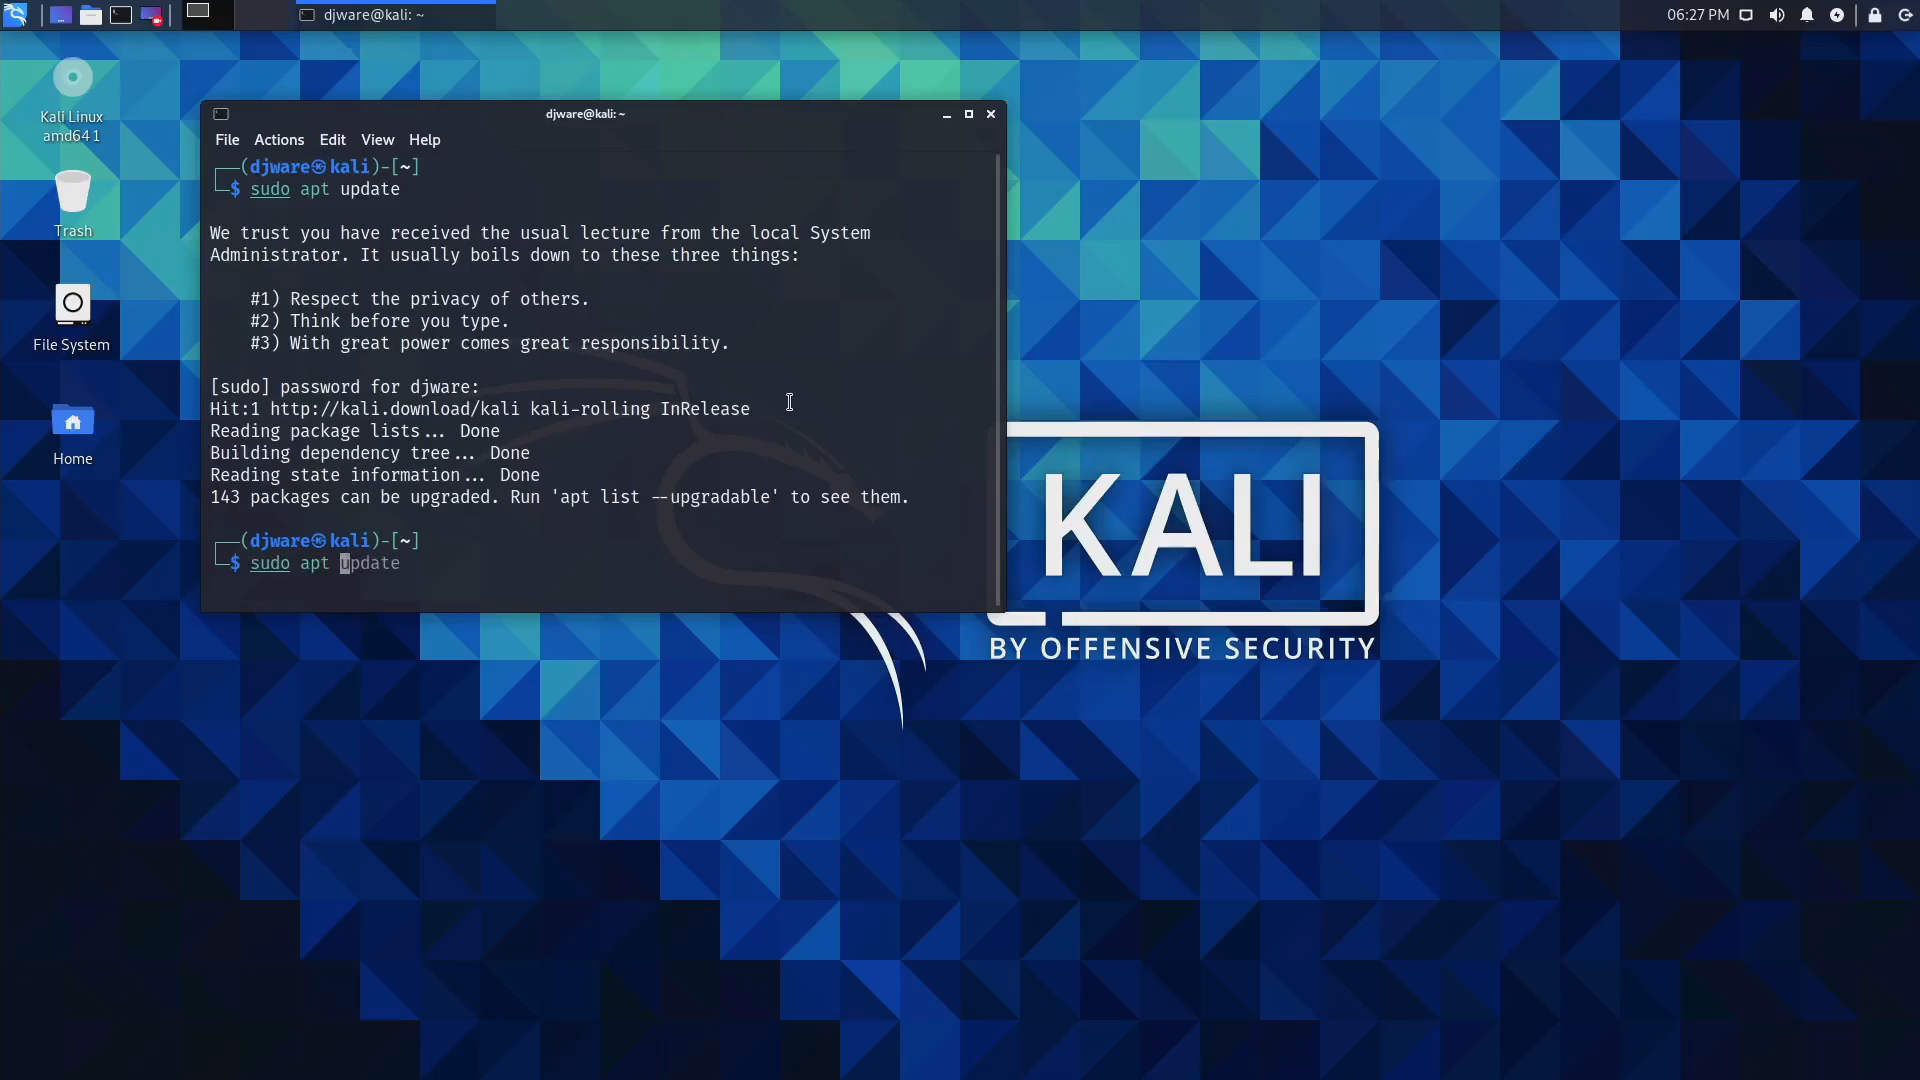 djware@kali: ~
06:27 PM
Kali Linux
amd64 1
Trash
File System
Home
djware@kali: ~
File Actions Edit View Help
┌──(djware㉿kali)-[~]
└─$ sudo apt update
We trust you have received the usual lecture from the local System
Administrator. It usually boils down to these three things:
#1) Respect the privacy of others.
#2) Think before you type.
#3) With great power comes great responsibility.
[sudo] password for djware:
Hit:1 http://kali.download/kali kali-rolling InRelease
Reading package lists... Done
Building dependency tree... Done
Reading state information... Done
143 packages can be upgraded. Run 'apt list --upgradable' to see them.
┌──(djware㉿kali)-[~]
└─$ sudo apt update
KALI
BY OFFENSIVE SECURITY